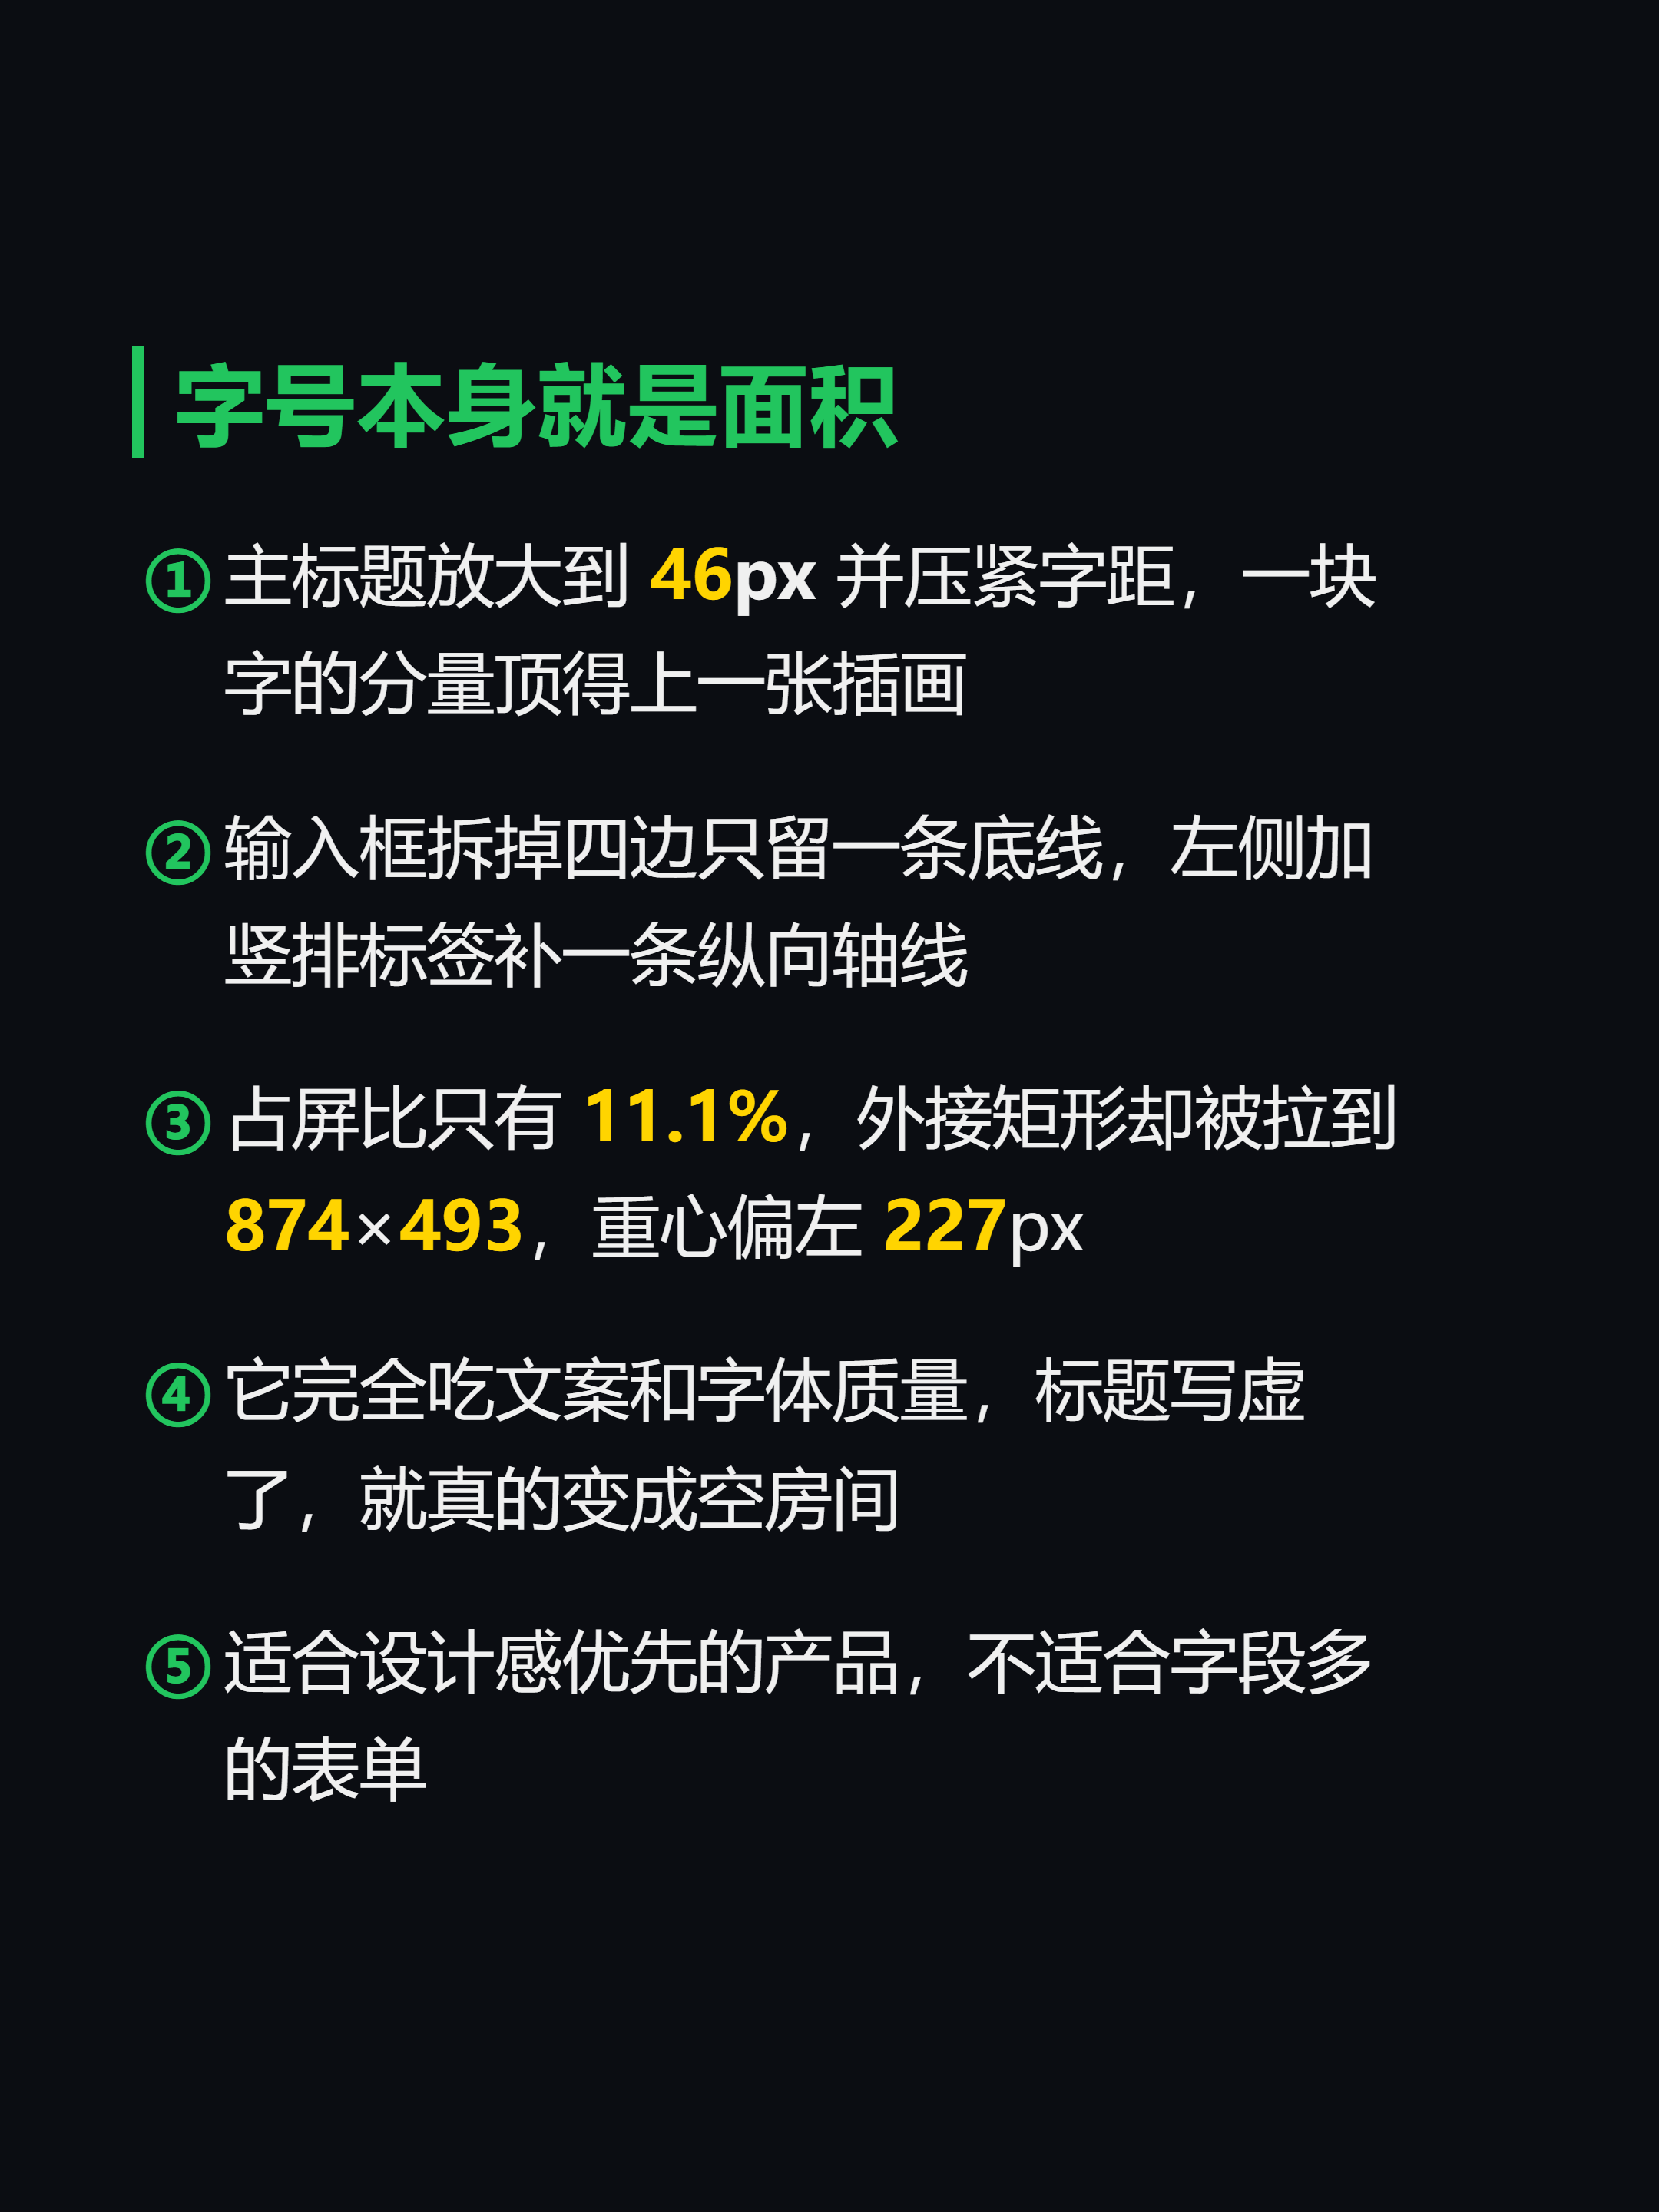 字号本身就是面积
①主标题放大到 46px 并压紧字距，一块
字的分量顶得上一张插画
②输入框拆掉四边只留一条底线，左侧加
竖排标签补一条纵向轴线
③占屏比只有 11.1%，外接矩形却被拉到
874×493，重心偏左 227px
④它完全吃文案和字体质量，标题写虚
了，就真的变成空房间
⑤适合设计感优先的产品，不适合字段多
的表单